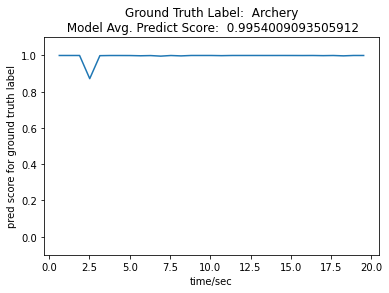 Ground Truth Label:  Archery
Model Avg. Predict Score:  0.9954009093505912
1.0
0.8
0.6
0.4
0.2
0.0
pred score for ground truth label
0.0 2.5 5.0 7.5 10.0 12.5 15.0 17.5 20.0
time/sec